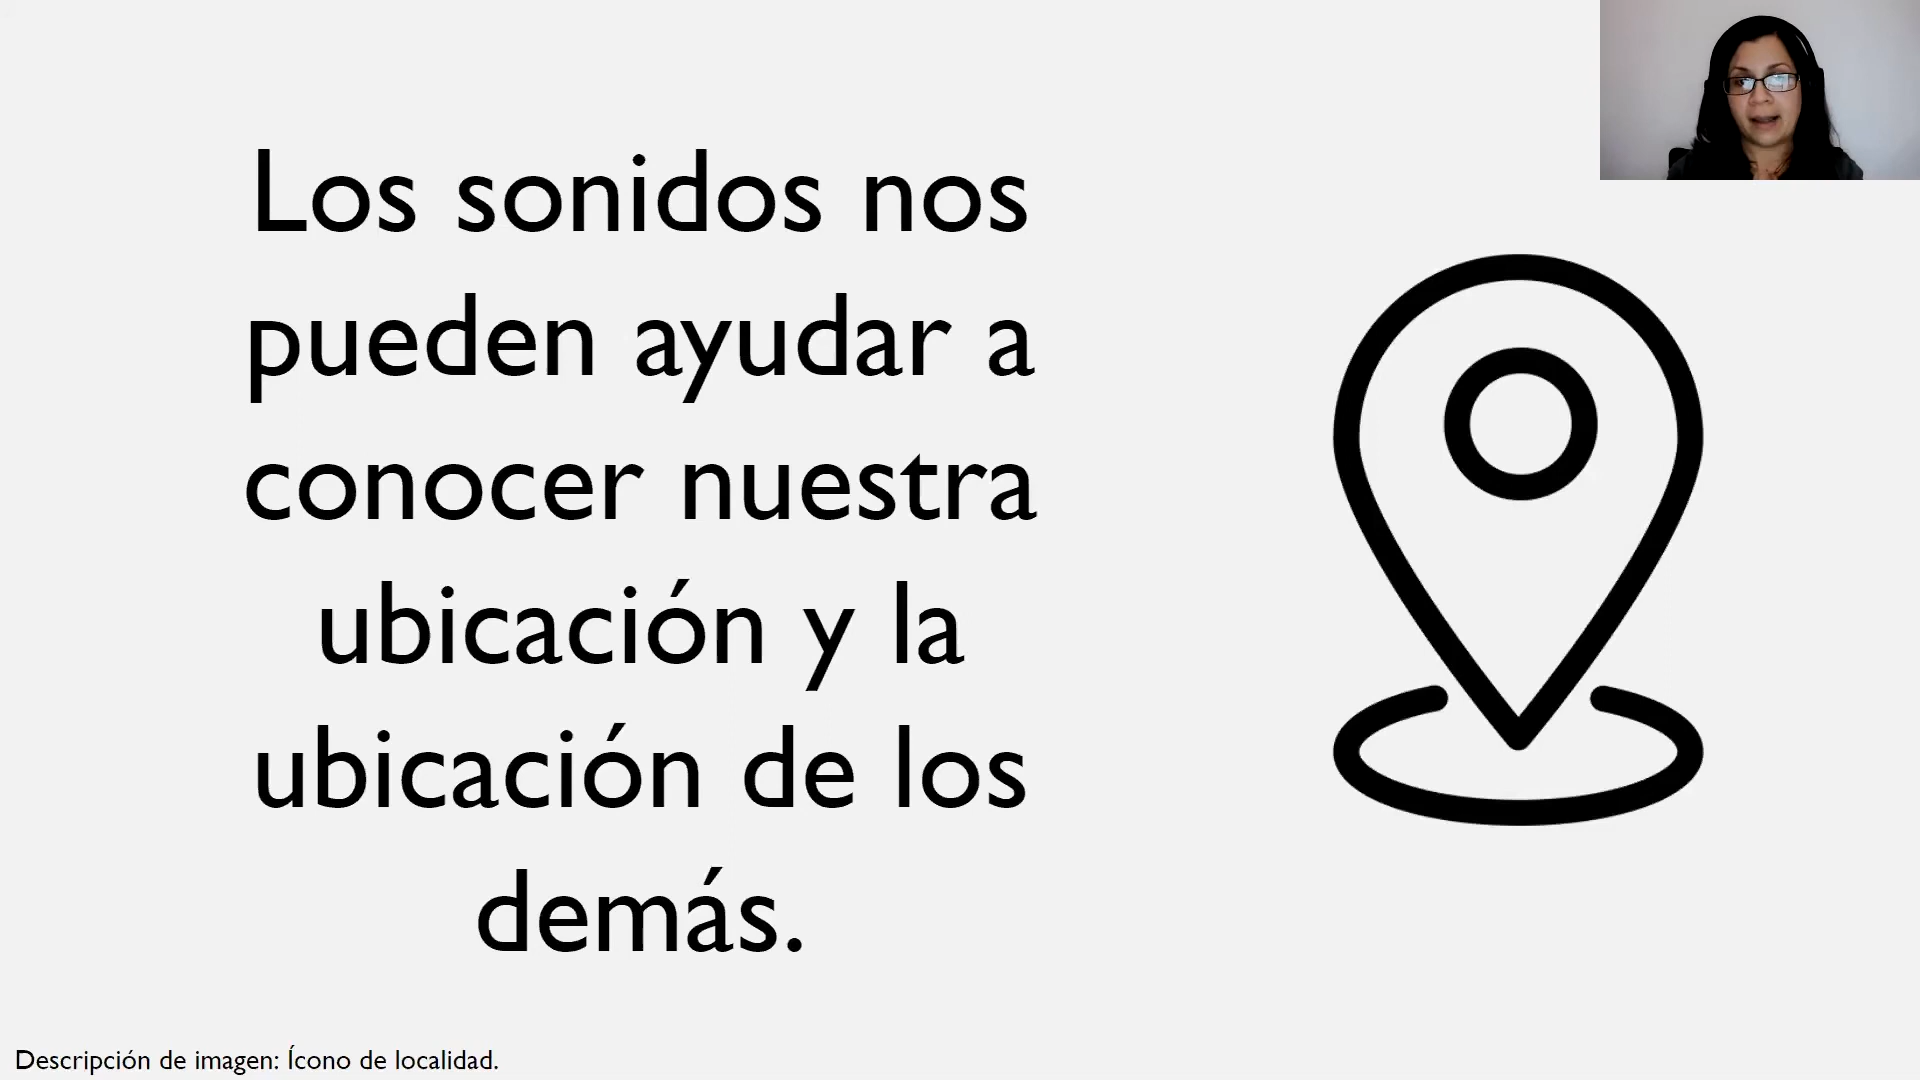 Los sonidos nos
pueden ayudar a
conocer nuestra
ubicación y la
ubicación de los
demás.
Descripción de imagen: Ícono de localidad.